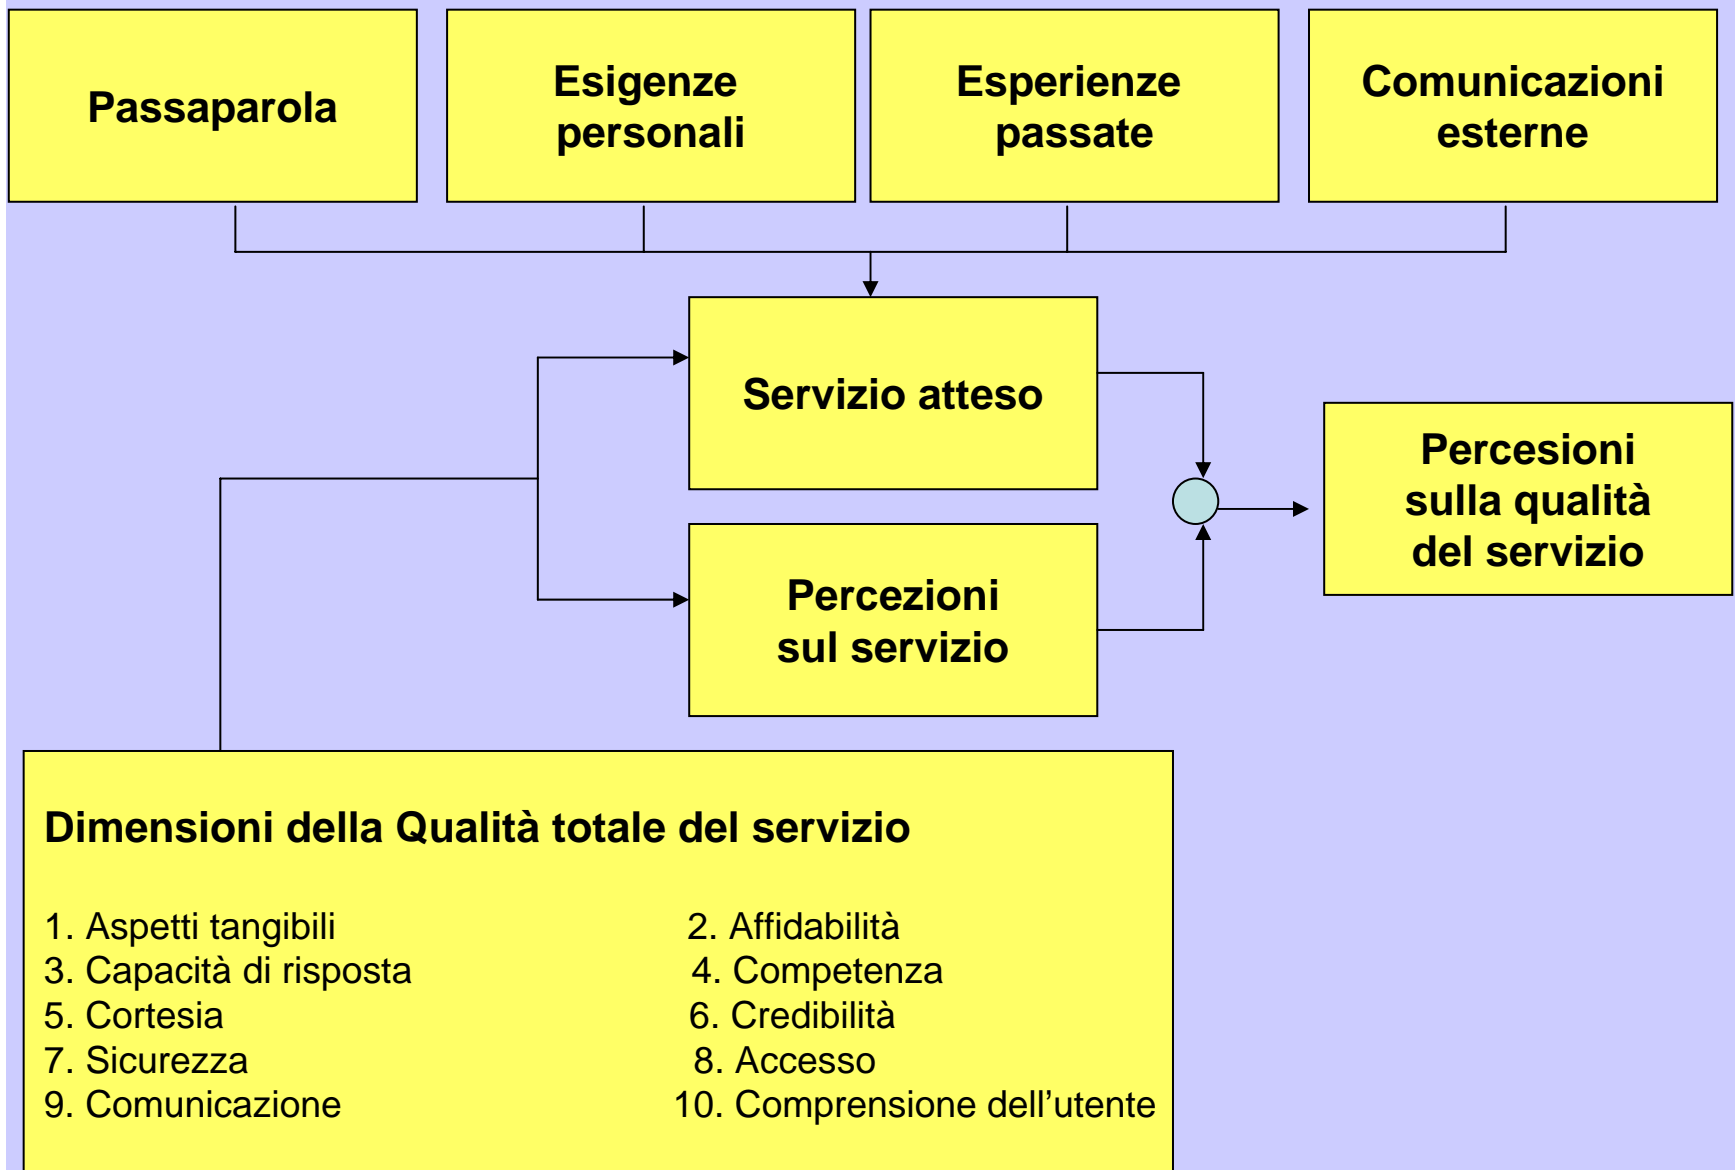 Passaparola
Esigenze
personali
Esperienze
passate
Comunicazioni
esterne
Servizio atteso
Percezioni
sul servizio
Percesioni
sulla qualità
del servizio
Dimensioni della Qualità totale del servizio
1. Aspetti tangibili 2. Affidabilità
3. Capacità di risposta 4. Competenza
5. Cortesia 6. Credibilità
7. Sicurezza 8. Accesso
9. Comunicazione 10. Comprensione dell’utente